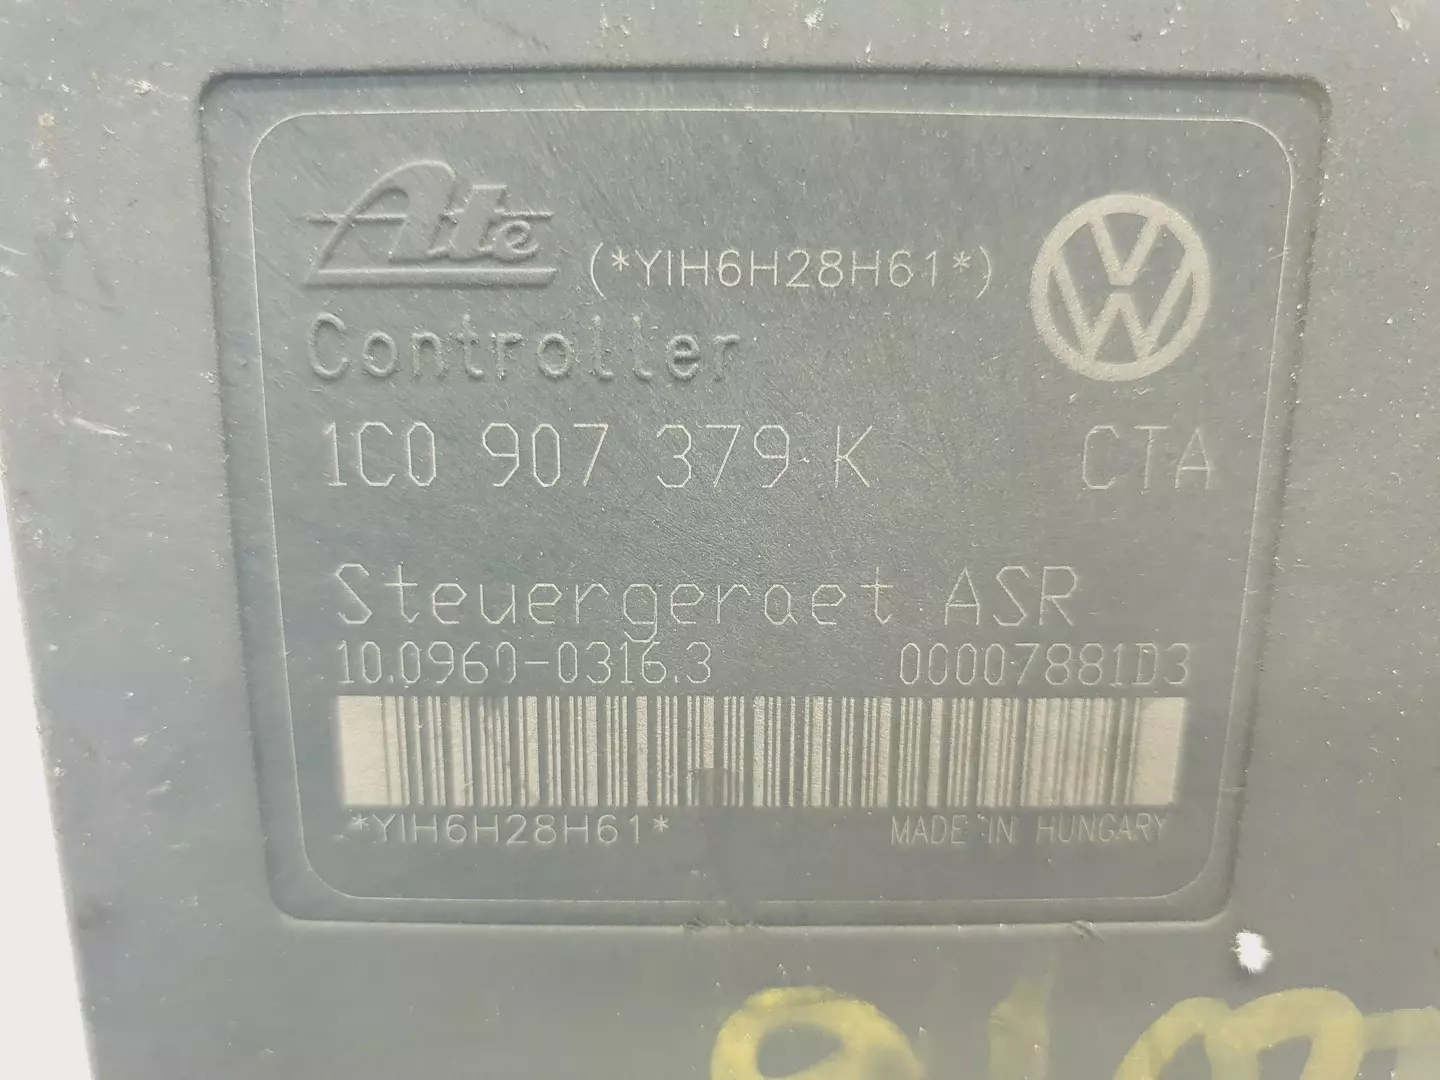 Ate (*YIH6H28H61*)
Controller
1C0 907 379 K CTA
Steuergeraet ASR
10.0960-0316.3 00007881D3
*YIH6H28H61* MADE IN HUNGARY